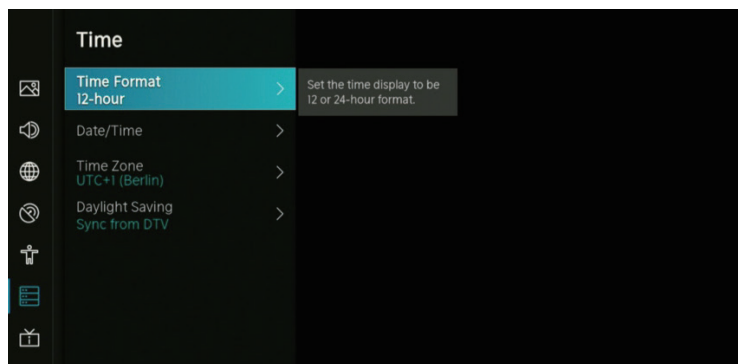 Time
Time Format
12-hour
Set the time display to be
12 or 24-hour format.
Date/Time
Time Zone
UTC+1 (Berlin)
Daylight Saving
Sync from DTV